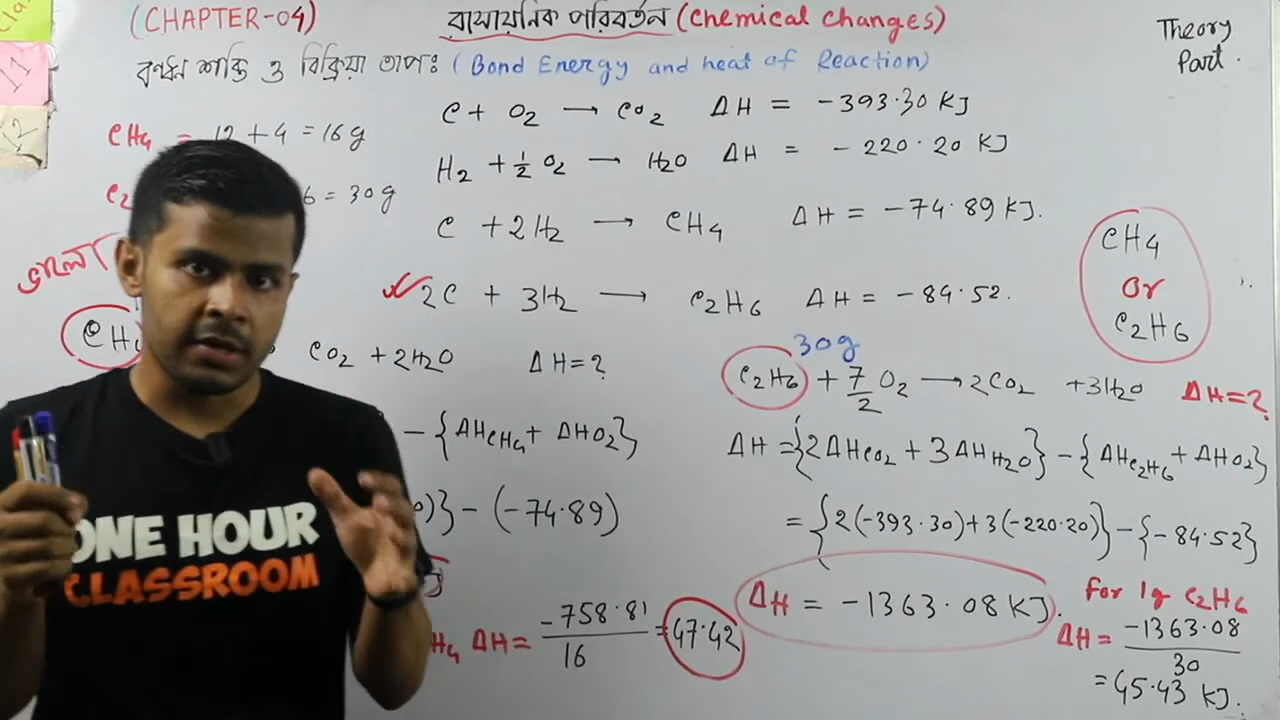 (CHAPTER-04) রাসায়নিক পরিবর্তন (Chemical Changes)
Theory Part.
বন্ধন শক্তি ও বিক্রিয়া তাপঃ (Bond Energy and heat of Reaction)
11
12
C + O2 → CO2 ΔH = -393.30 KJ
CH4 = 12 + 4 = 16g
H2 + 1/2 O2 → H2O ΔH = -220.20 KJ
6 = 30g
C + 2H2 → CH4 ΔH = -74.89 KJ.
CH4
Or
C2H6
2C + 3H2 → C2H6 ΔH = -84.52.
CO2 + 2H2O ΔH = ?
30g
C2H6 + 7/2 O2 → 2CO2 + 3H2O ΔH = ?
- {ΔHCH4 + ΔHO2}
ΔH = {2ΔHCO2 + 3ΔHH2O} - {ΔHC2H6 + ΔHO2}
)} - (-74.89)
= {2(-393.30)+3(-220.20)} - {-84.52}
ΔH = -1363.08 KJ.
For 1g C2H6
ΔH = -1363.08/30
= 45.43 KJ.
ΔH = -758.81/16 = 47.42
ONE HOUR
CLASSROOM